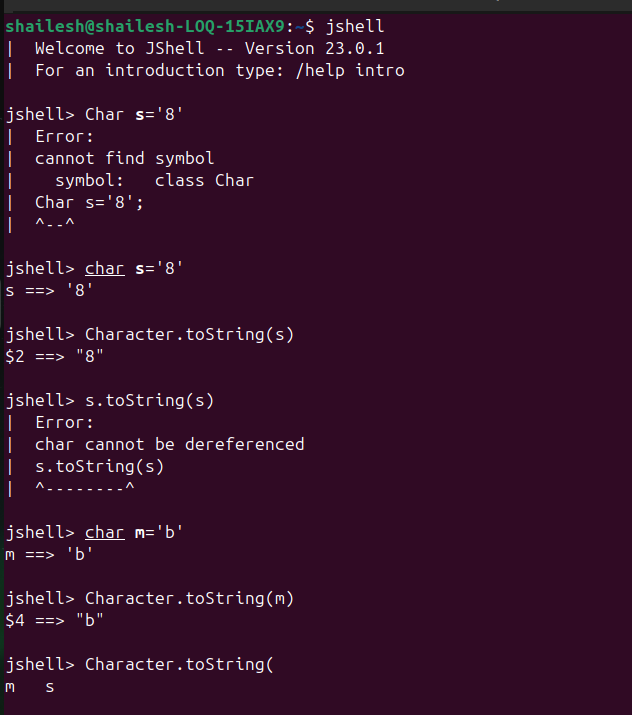 shailesh@shailesh-LOQ-15IAX9:~$ jshell
|  Welcome to JShell -- Version 23.0.1
|  For an introduction type: /help intro

jshell> Char s='8'
|  Error:
|  cannot find symbol
|    symbol:   class Char
|  Char s='8';
|  ^--^

jshell> char s='8'
s ==> '8'

jshell> Character.toString(s)
$2 ==> "8"

jshell> s.toString(s)
|  Error:
|  char cannot be dereferenced
|  s.toString(s)
|  ^--------^

jshell> char m='b'
m ==> 'b'

jshell> Character.toString(m)
$4 ==> "b"

jshell> Character.toString(
m   s